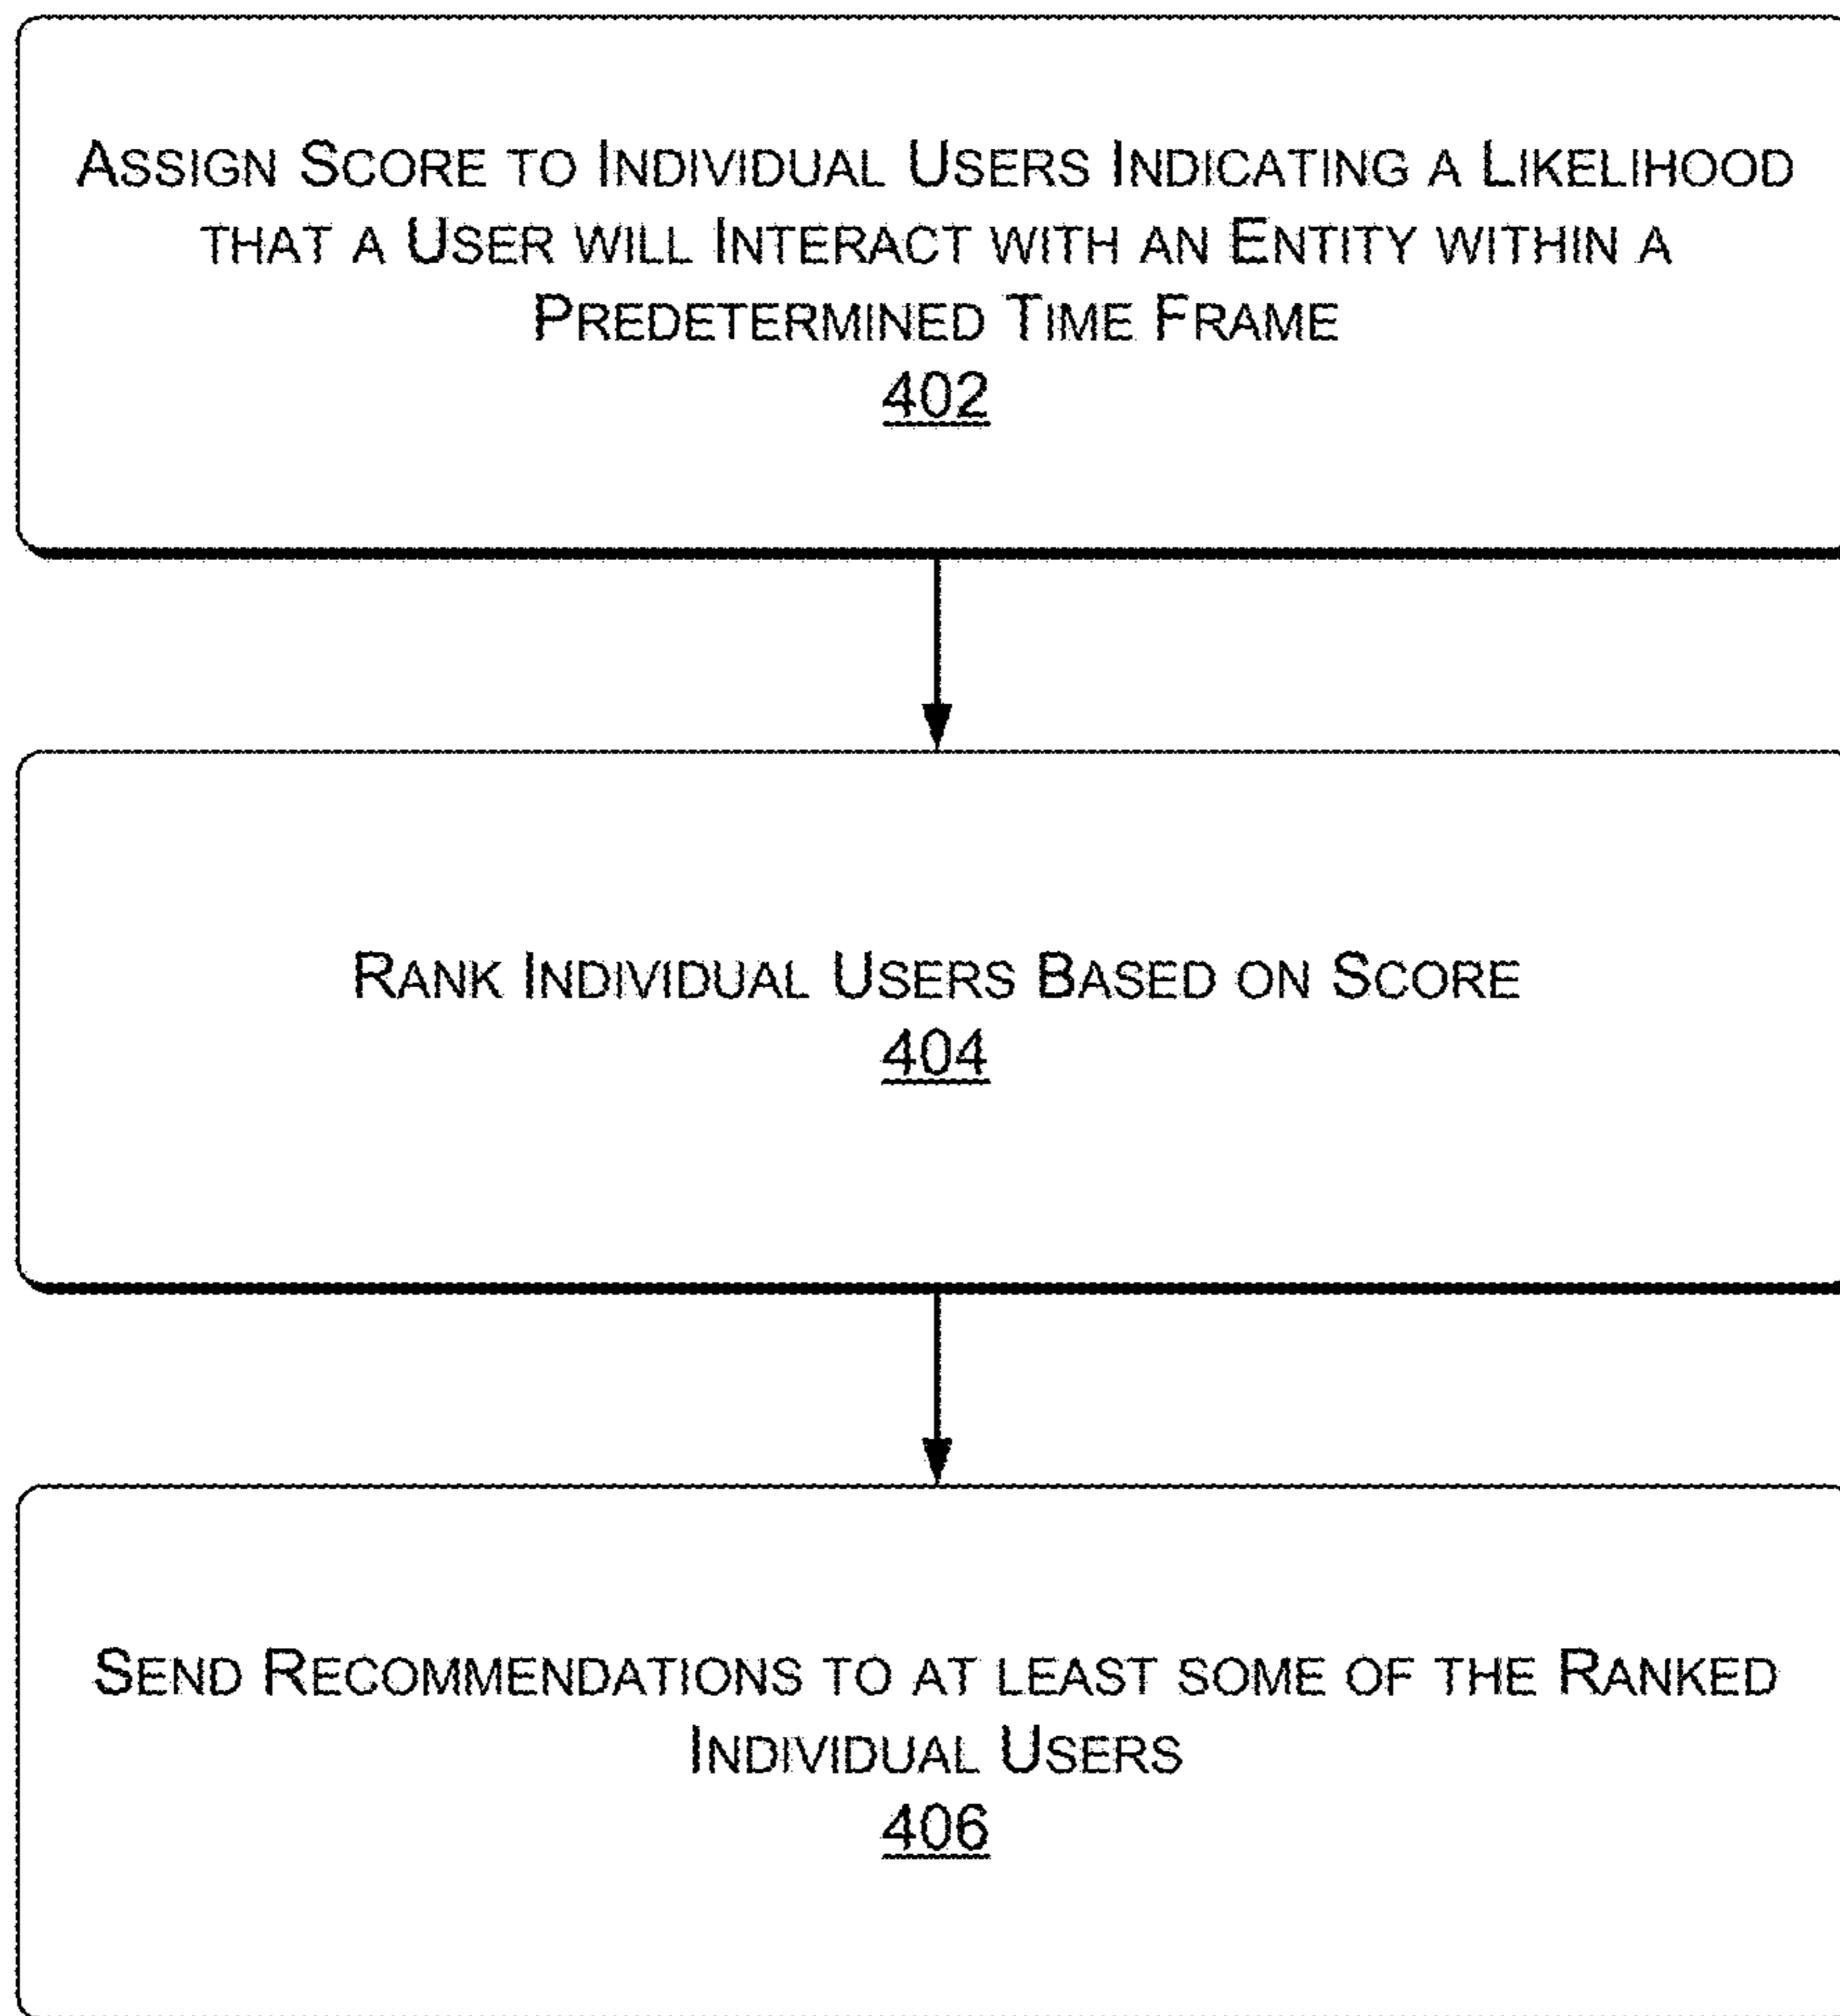 ASSIGN SCORE TO INDIVIDUAL USERS INDICATING A LIKELIHOOD
THAT A USER WILL INTERACT WITH AN ENTITY WITHIN A
PREDETERMINED TIME FRAME
402
RANK INDIVIDUAL USERS BASED ON SCORE
404
SEND RECOMMENDATIONS TO AT LEAST SOME OF THE RANKED
INDIVIDUAL USERS
406